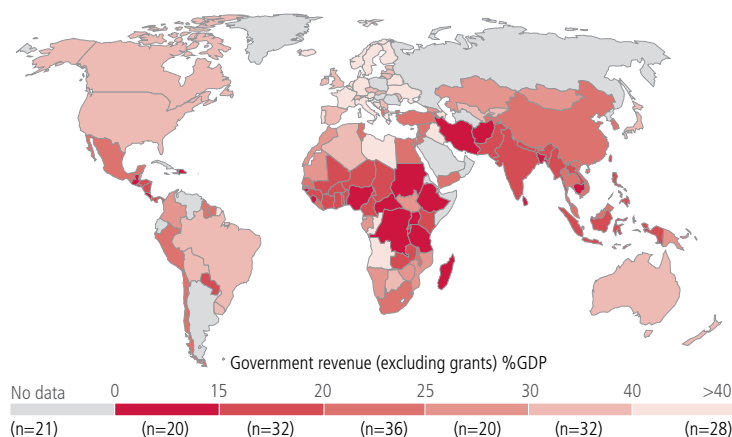 Government revenue (excluding grants) %GDP
No data 0 15 20 25 30 40 >40
(n=21) (n=20) (n=32) (n=36) (n=20) (n=32) (n=28)